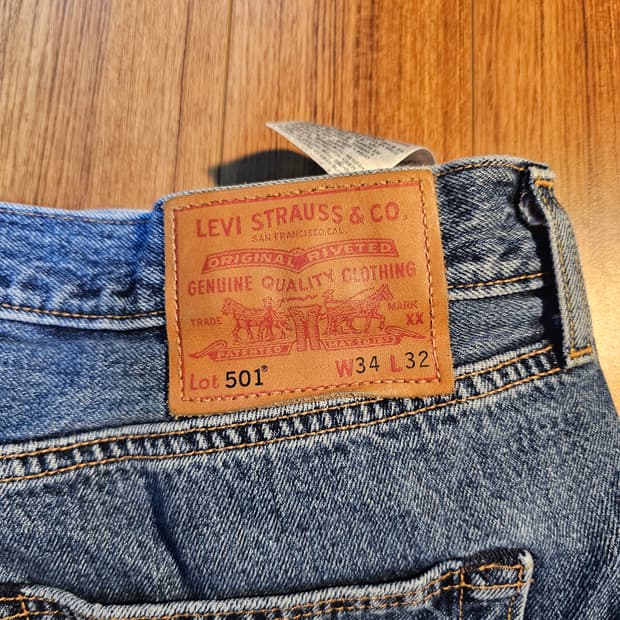 LEVI STRAUSS & CO.
SAN FRANCISCO, CAL.
ORIGINAL RIVETED
GENUINE QUALITY CLOTHING
TRADE MARK
XX
PATENTED MAY 20 1873
Lot 501® W34 L32